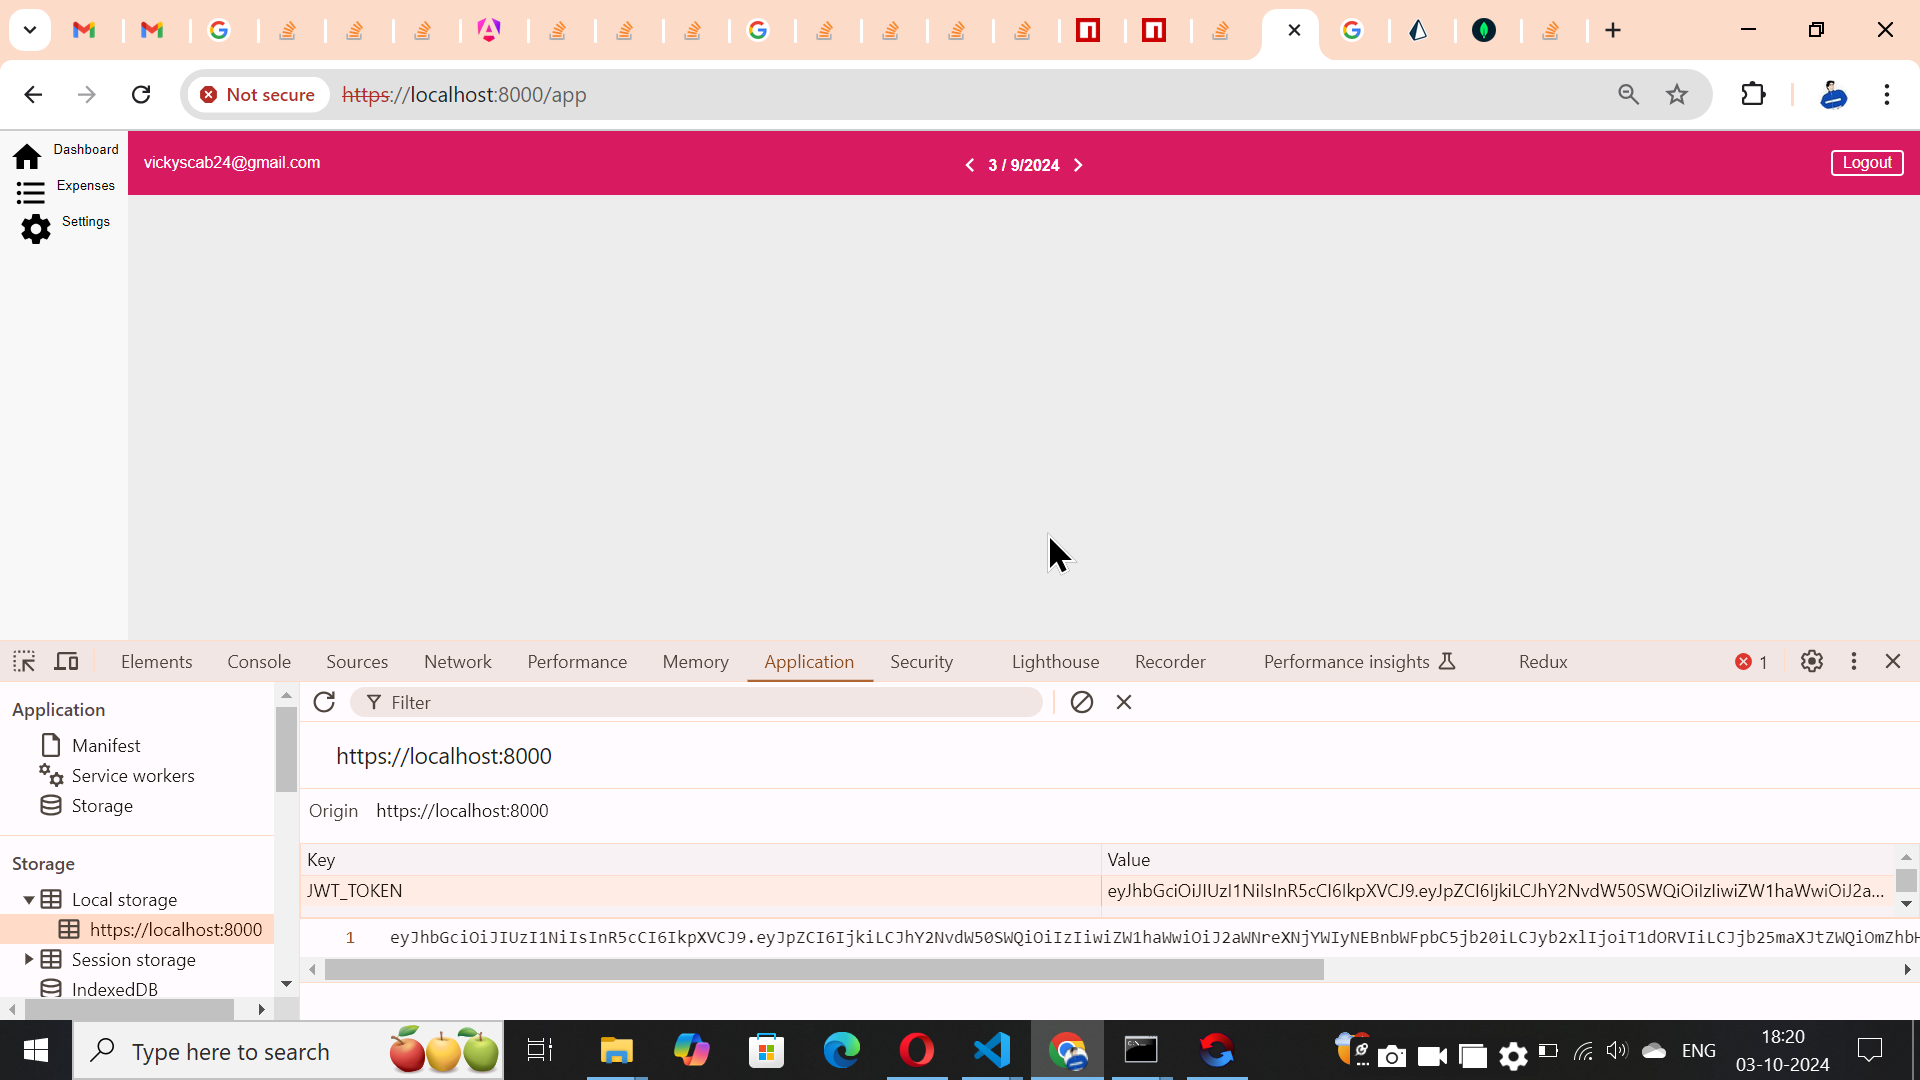 Not secure https://localhost:8000/app
Dashboard
Expenses
Settings
vickyscab24@gmail.com
3 / 9/2024
Logout
Elements Console Sources Network Performance Memory Application Security Lighthouse Recorder Performance insights Redux 1
Application
Manifest
Service workers
Storage
Storage
Local storage
https://localhost:8000
Session storage
IndexedDB
Filter
https://localhost:8000
Origin https://localhost:8000
Key Value
JWT_TOKEN eyJhbGciOiJIUzI1NiIsInR5cCI6IkpXVCJ9.eyJpZCI6IjkiLCJhY2NvdW50SWQiOiIzIiwiZW1haWwiOiJ2a...
1 eyJhbGciOiJIUzI1NiIsInR5cCI6IkpXVCJ9.eyJpZCI6IjkiLCJhY2NvdW50SWQiOiIzIiwiZW1haWwiOiJ2aWNreXNjYWIyNEBnbWFpbC5jb20iLCJyb2xlIjoiT1dORVIiLCJjb25maXJtZWQiOmZhbH
Type here to search
ENG
18:20
03-10-2024